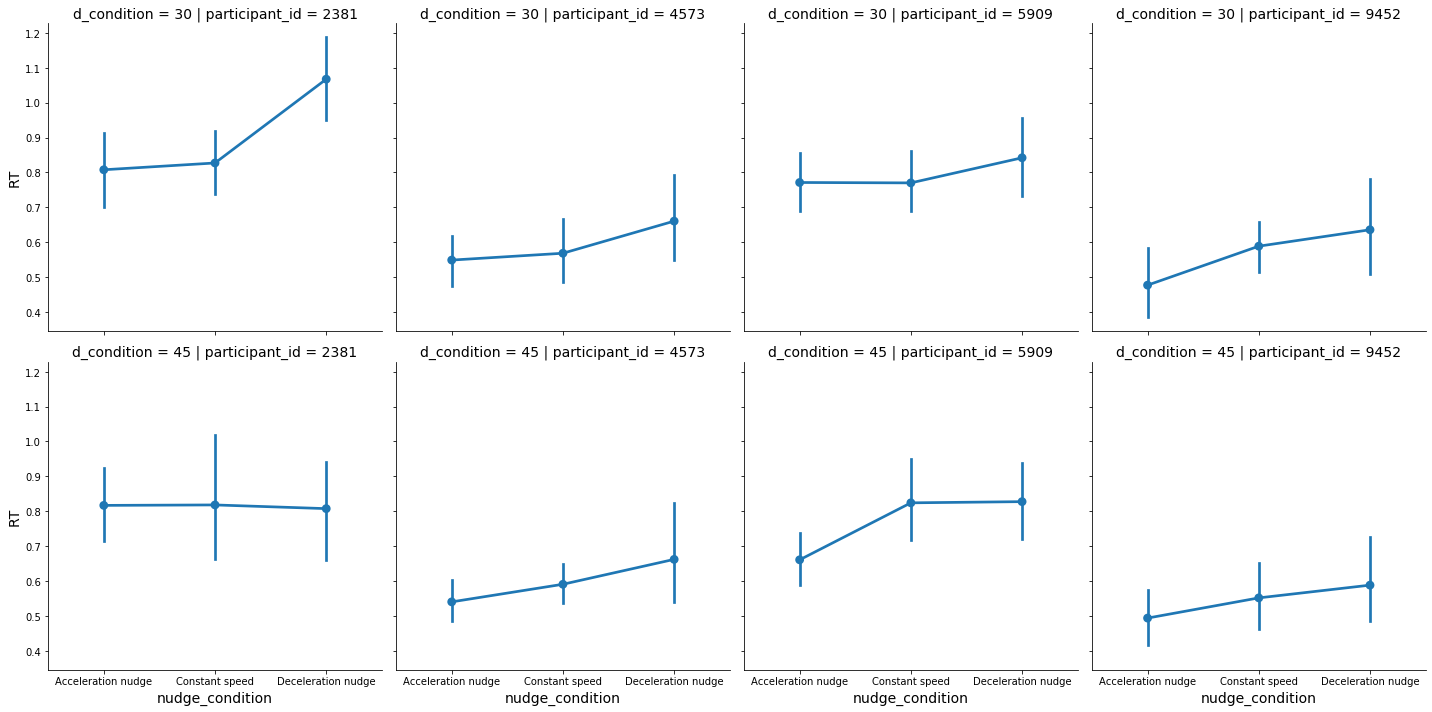 d_condition = 30 | participant_id = 2381
d_condition = 30 | participant_id = 4573
d_condition = 30 | participant_id = 5909
d_condition = 30 | participant_id = 9452
1.2
1.1
1.0
0.9
0.8
0.7
0.6
0.5
0.4
RT
d_condition = 45 | participant_id = 2381
d_condition = 45 | participant_id = 4573
d_condition = 45 | participant_id = 5909
d_condition = 45 | participant_id = 9452
1.2
1.1
1.0
0.9
0.8
0.7
0.6
0.5
0.4
RT
Acceleration nudge Constant speed Deceleration nudge
nudge_condition
Acceleration nudge Constant speed Deceleration nudge
nudge_condition
Acceleration nudge Constant speed Deceleration nudge
nudge_condition
Acceleration nudge Constant speed Deceleration nudge
nudge_condition